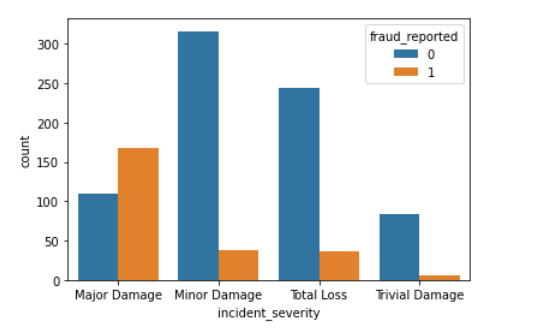 fraud_reported
0
1
300
250
200
150
100
50
0
count
Major Damage Minor Damage Total Loss Trivial Damage
incident_severity